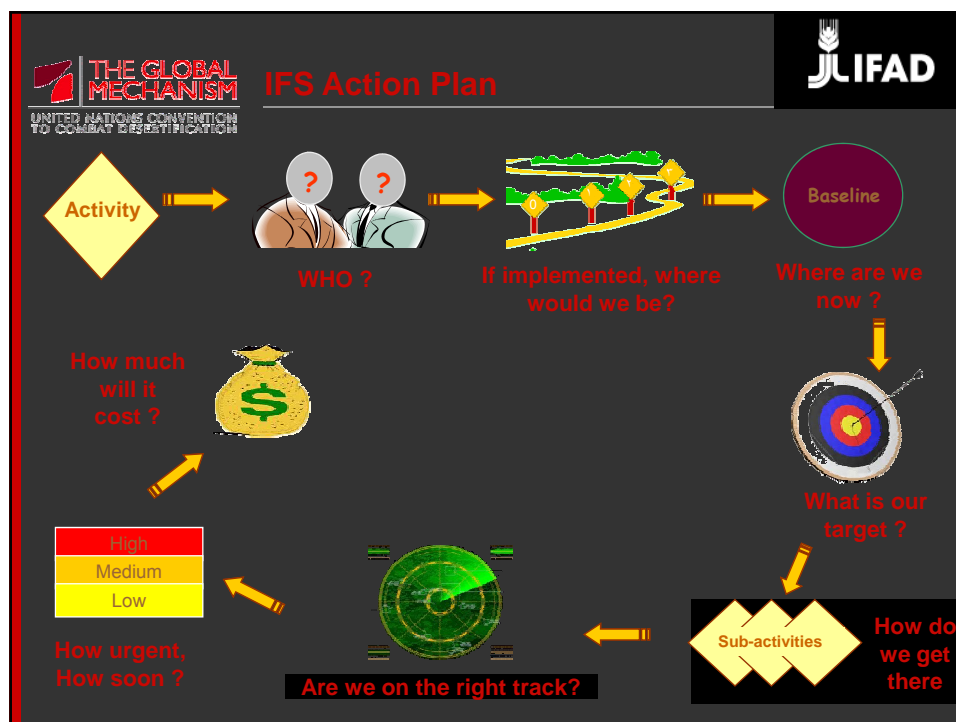 THE GLOBAL
MECHANISM
UNITED NATIONS CONVENTION
TO COMBAT DESERTIFICATION
IFS Action Plan
IFAD
Activity
?
?
WHO ?
0
If implemented, where
would we be?
Baseline
Where are we
now ?
How much
will it
cost ?
$
What is our
target ?
High
Medium
Low
How urgent,
How soon ?
Are we on the right track?
Sub-activities
How do
we get
there